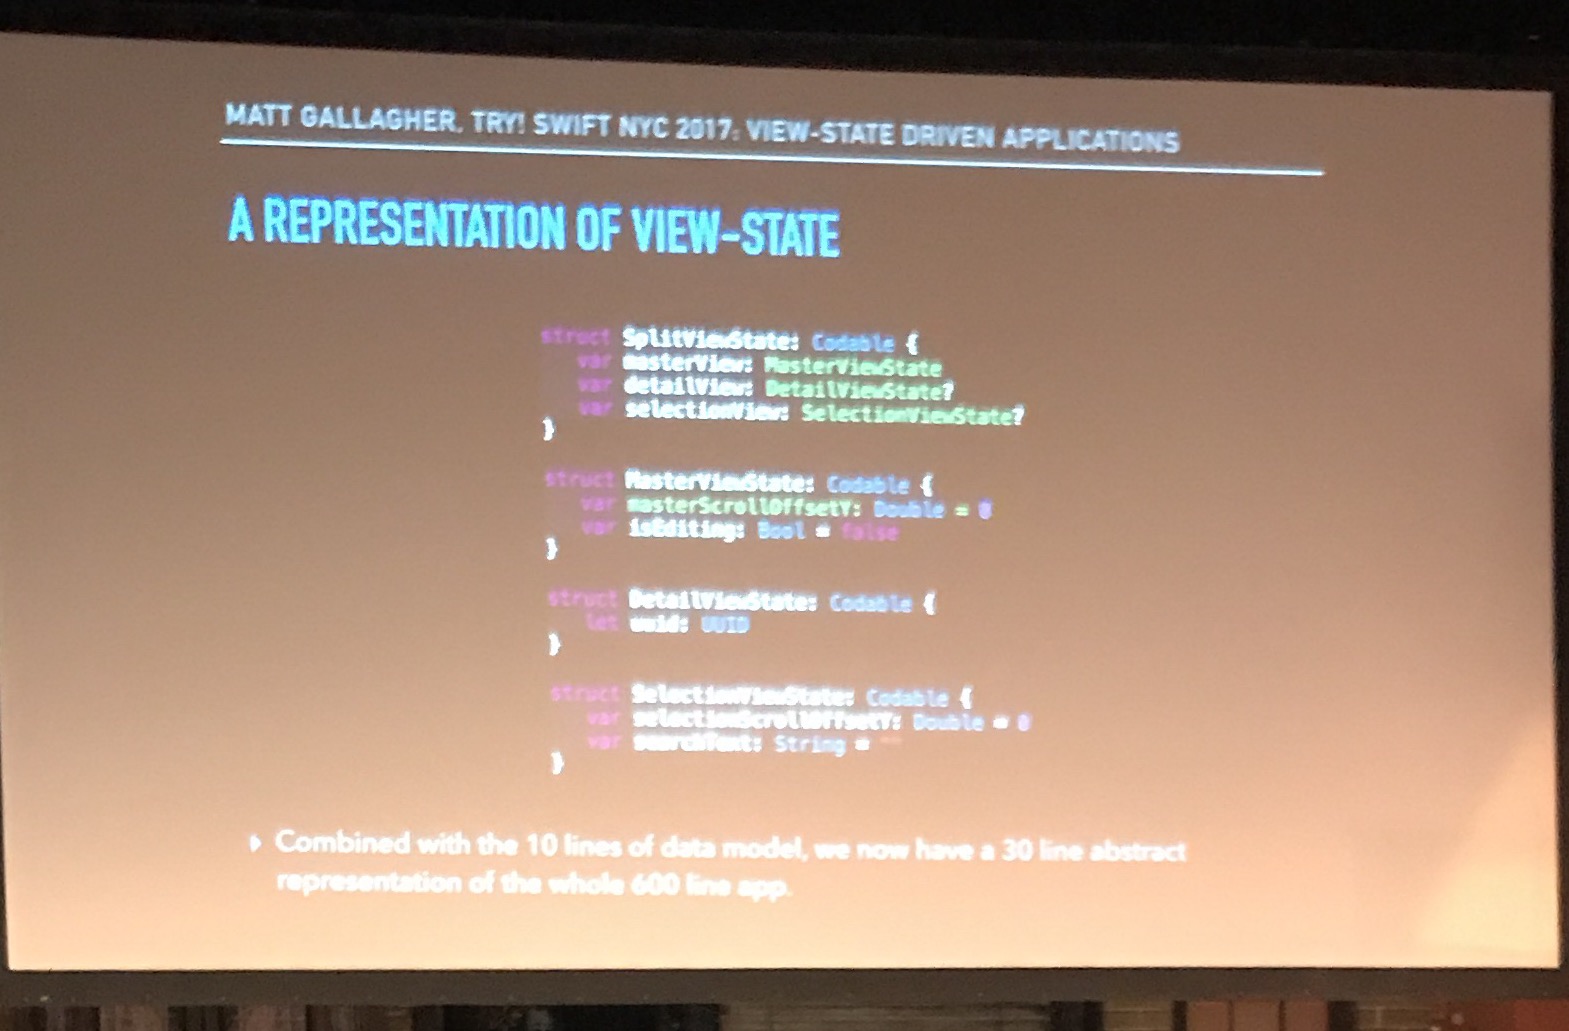 MATT GALLAGHER, TRY! SWIFT NYC 2017: VIEW-STATE DRIVEN APPLICATIONS
A REPRESENTATION OF VIEW-STATE
struct SplitViewState: Codable {
var masterView: MasterViewState
var detailView: DetailViewState?
var selectionView: SelectionViewState?
}
struct MasterViewState: Codable {
var masterScrollOffsetY: Double = 0
var isEditing: Bool = false
}
struct DetailViewState: Codable {
let uuid: UUID
}
struct SelectionViewState: Codable {
var selectionScrollOffsetY: Double = 0
var searchText: String = ""
}
▸ Combined with the 10 lines of data model, we now have a 30 line abstract
representation of the whole 600 line app.